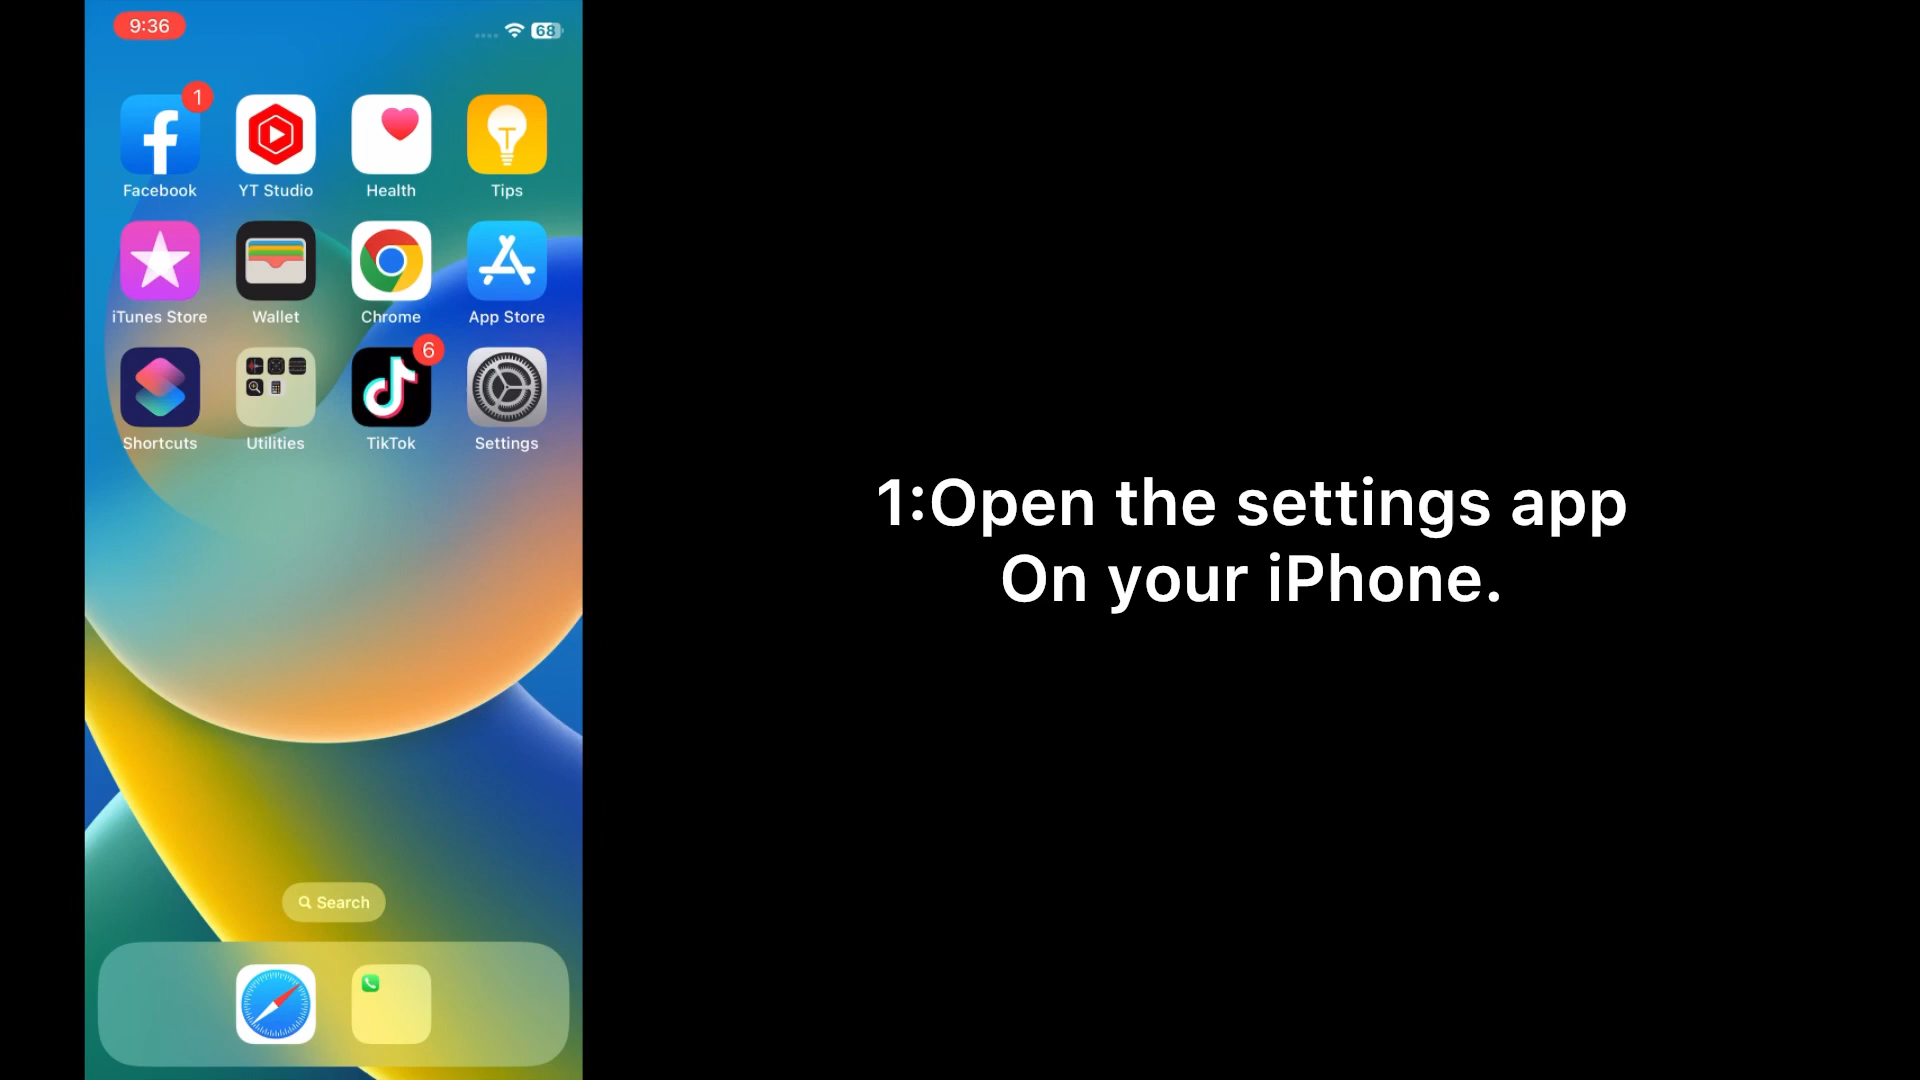 9:36
68
1
Facebook
YT Studio
Health
Tips
iTunes Store
Wallet
Chrome
App Store
6
Shortcuts
Utilities
TikTok
Settings
Search
1:Open the settings app
On your iPhone.